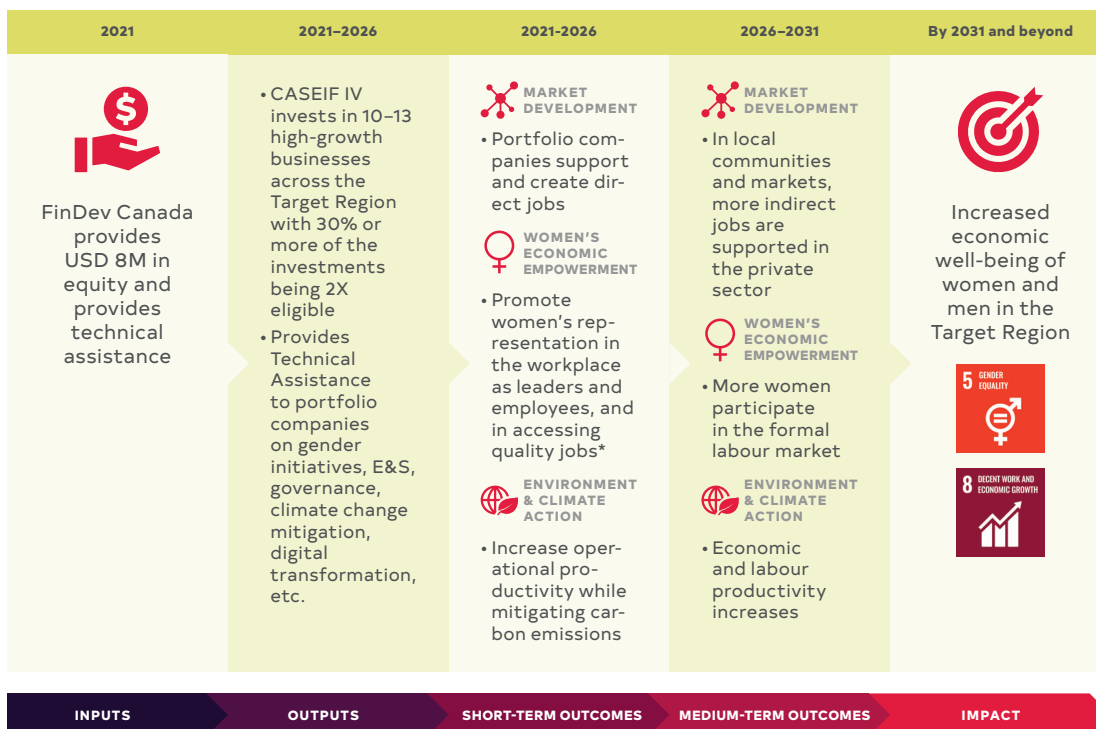 2021
2021–2026
2021-2026
2026–2031
By 2031 and beyond
$
FinDev Canada
provides
USD 8M in
equity and
provides
technical
assistance
• CASEIF IV
invests in 10–13
high-growth
businesses
across the
Target Region
with 30% or
more of the
investments
being 2X
eligible
• Provides
Technical
Assistance
to portfolio
companies
on gender
initiatives, E&S,
governance,
climate change
mitigation,
digital
transformation,
etc.
MARKET
DEVELOPMENT
• Portfolio com-
panies support
and create dir-
ect jobs
WOMEN'S
ECONOMIC
EMPOWERMENT
• Promote
women's rep-
resentation in
the workplace
as leaders and
employees, and
in accessing
quality jobs*
ENVIRONMENT
& CLIMATE
ACTION
• Increase oper-
ational pro-
ductivity while
mitigating car-
bon emissions
MARKET
DEVELOPMENT
• In local
communities
and markets,
more indirect
jobs are
supported in
the private
sector
WOMEN'S
ECONOMIC
EMPOWERMENT
• More women
participate
in the formal
labour market
ENVIRONMENT
& CLIMATE
ACTION
• Economic
and labour
productivity
increases
Increased
economic
well-being of
women and
men in the
Target Region
5 GENDER
EQUALITY
8 DECENT WORK AND
ECONOMIC GROWTH
INPUTS
OUTPUTS
SHORT-TERM OUTCOMES
MEDIUM-TERM OUTCOMES
IMPACT